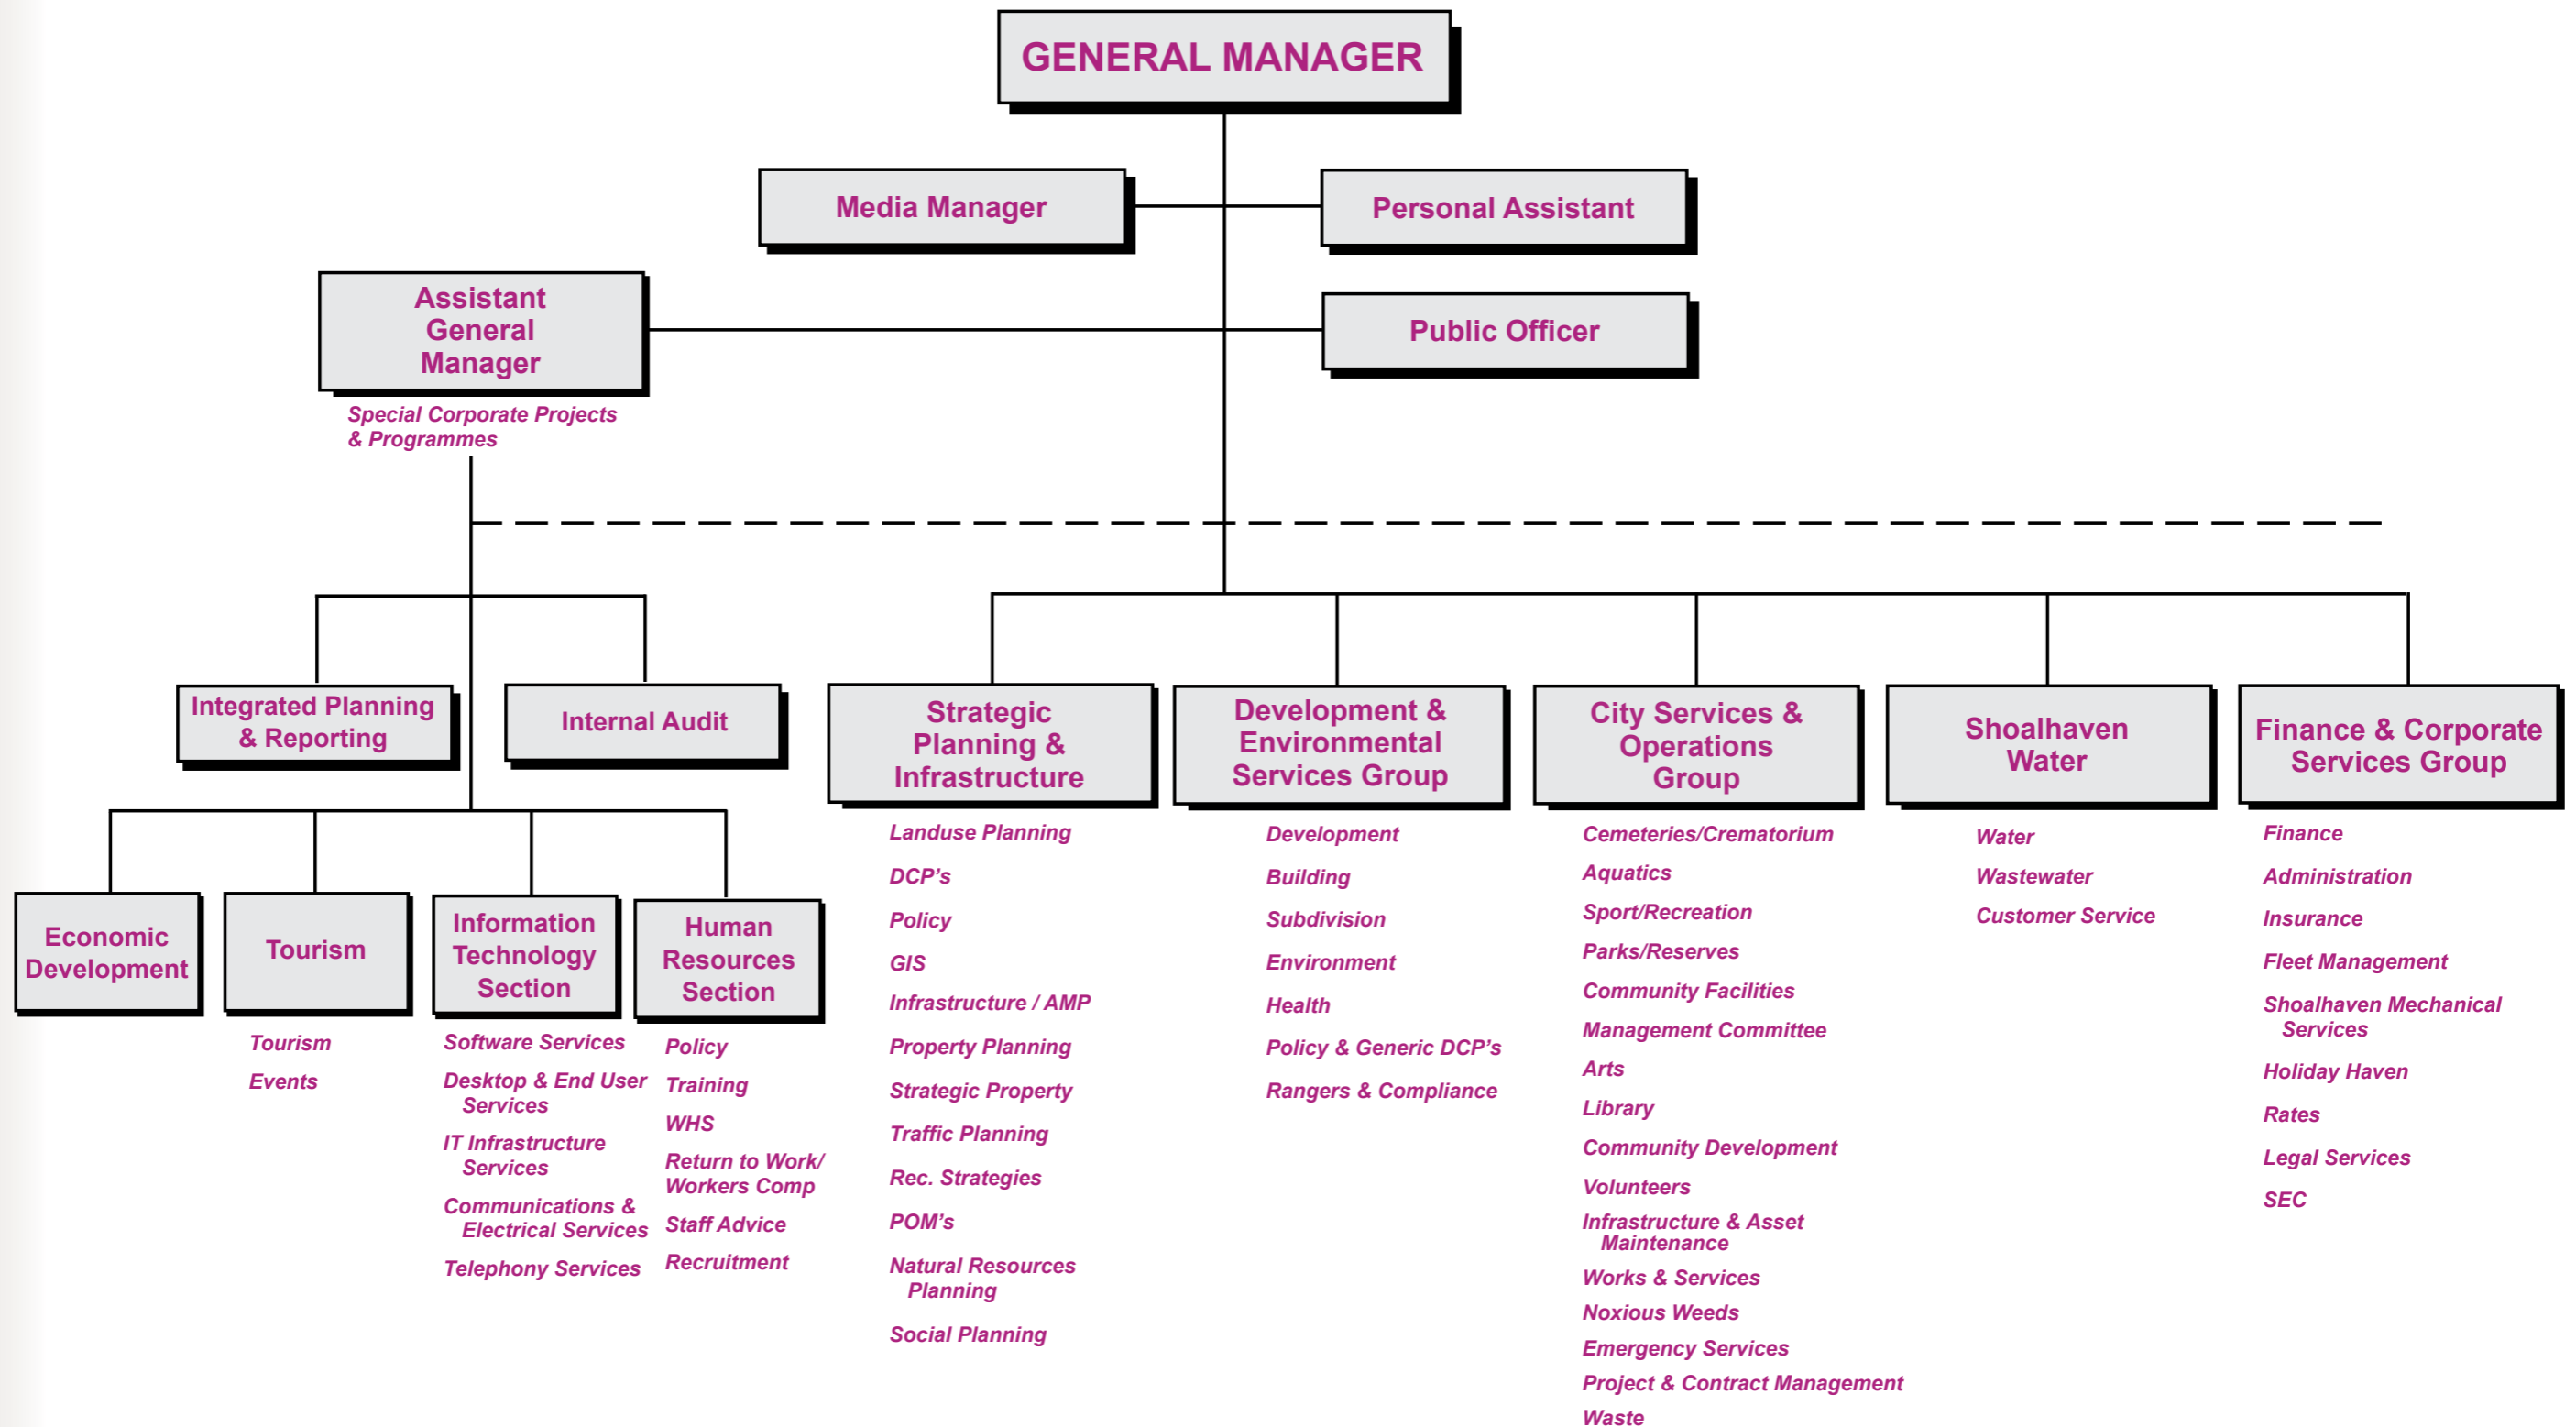 GENERAL MANAGER
Media Manager
Personal Assistant
Assistant
General
Manager
Special Corporate Projects
& Programmes
Public Officer
Integrated Planning
& Reporting
Internal Audit
Economic
Development
Tourism
Tourism
Events
Information
Technology
Section
Software Services
Desktop & End User
Services
IT Infrastructure
Services
Communications &
Electrical Services
Telephony Services
Human
Resources
Section
Policy
Training
WHS
Return to Work/
Workers Comp
Staff Advice
Recruitment
Strategic
Planning &
Infrastructure
Landuse Planning
DCP's
Policy
GIS
Infrastructure / AMP
Property Planning
Strategic Property
Traffic Planning
Rec. Strategies
POM's
Natural Resources
Planning
Social Planning
Development &
Environmental
Services Group
Development
Building
Subdivision
Environment
Health
Policy & Generic DCP's
Rangers & Compliance
City Services &
Operations
Group
Cemeteries/Crematorium
Aquatics
Sport/Recreation
Parks/Reserves
Community Facilities
Management Committee
Arts
Library
Community Development
Volunteers
Infrastructure & Asset
Maintenance
Works & Services
Noxious Weeds
Emergency Services
Project & Contract Management
Waste
Shoalhaven
Water
Water
Wastewater
Customer Service
Finance & Corporate
Services Group
Finance
Administration
Insurance
Fleet Management
Shoalhaven Mechanical
Services
Holiday Haven
Rates
Legal Services
SEC